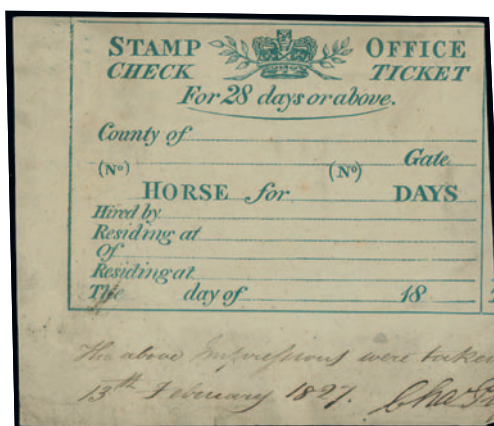 STAMP OFFICE
CHECK TICKET
For 28 days or above.
County of
Gate
(No) (No)
HORSE for DAYS
Hired by
Residing at
Of
Residing at
The day of 18
The above Impressions were taken
13th February 1827. Chas